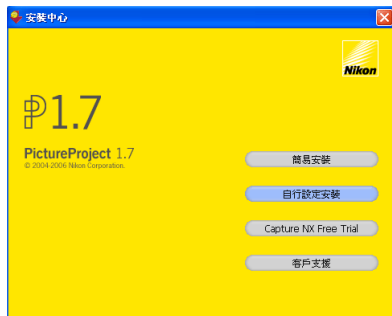 安裝中心
Nikon
P1.7
PictureProject 1.7
© 2004-2006 Nikon Corporation.
簡易安裝
自行設定安裝
Capture NX Free Trial
客戶支援